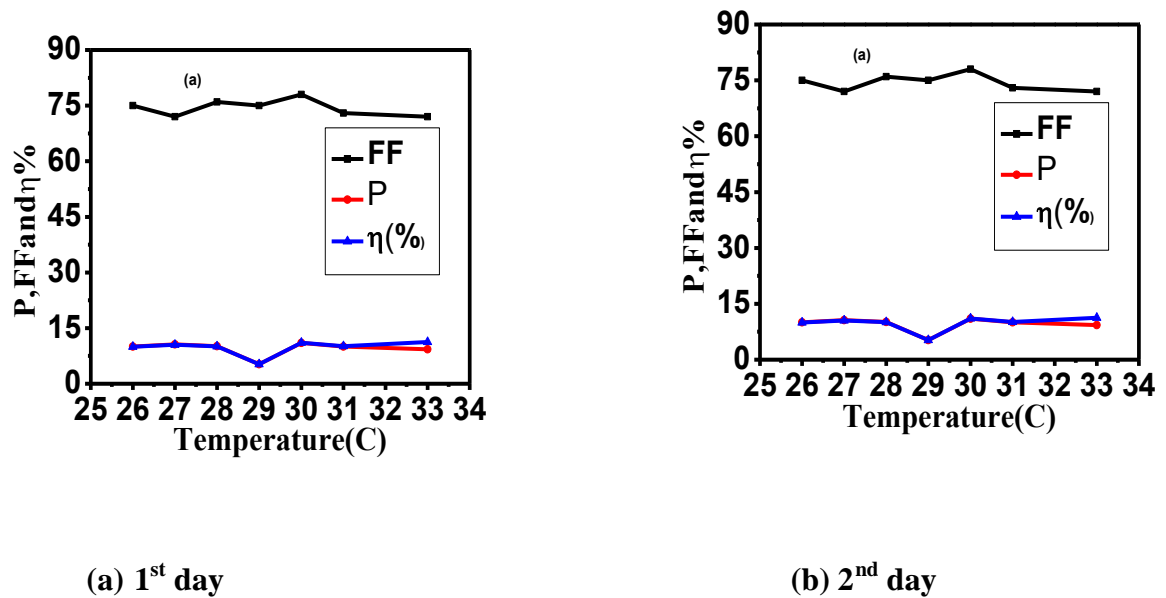 90
75
60
45
30
15
0
P,FFandη%
(a)
FF
P
η(%)
25 26 27 28 29 30 31 32 33 34
Temperature(C)
(a) 1st day
90
75
60
45
30
15
0
P,FFandη%
(a)
FF
P
η(%)
25 26 27 28 29 30 31 32 33 34
Temperature(C)
(b) 2nd day